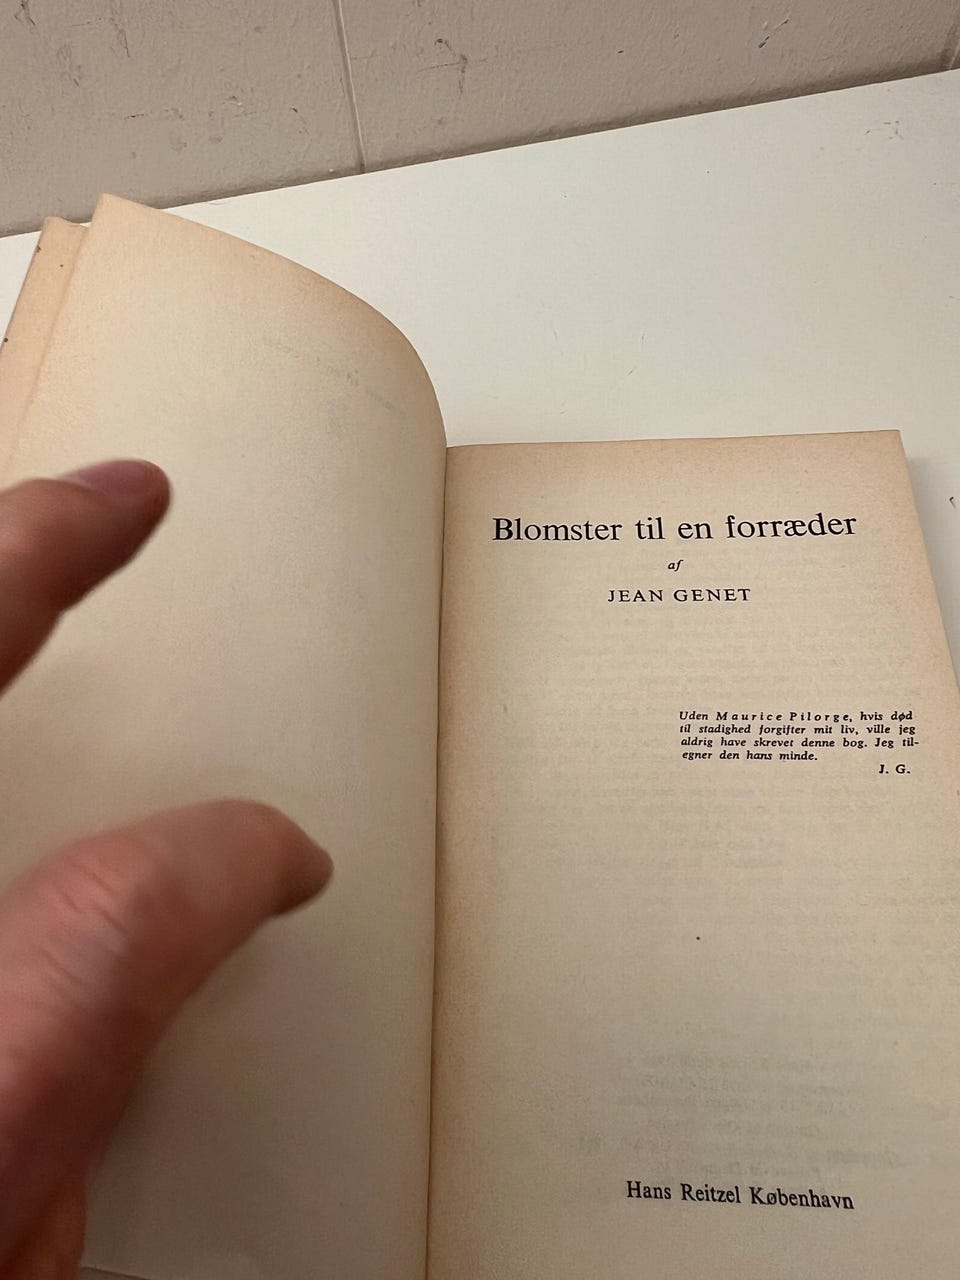 Blomster til en forræder
af
JEAN GENET
Uden Maurice Pilorge, hvis død
til stadighed forgifter mit liv, ville jeg
aldrig have skrevet denne bog. Jeg til-
egner den hans minde.
J. G.
Hans Reitzel København